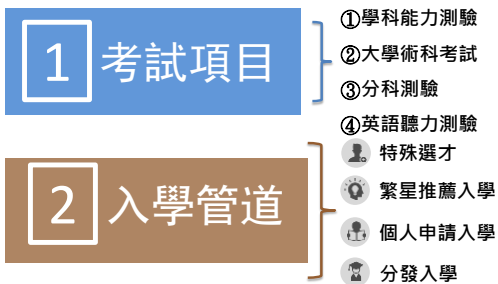 1 考試項目
①學科能力測驗
②大學術科考試
③分科測驗
④英語聽力測驗
2 入學管道
特殊選才
繁星推薦入學
個人申請入學
分發入學